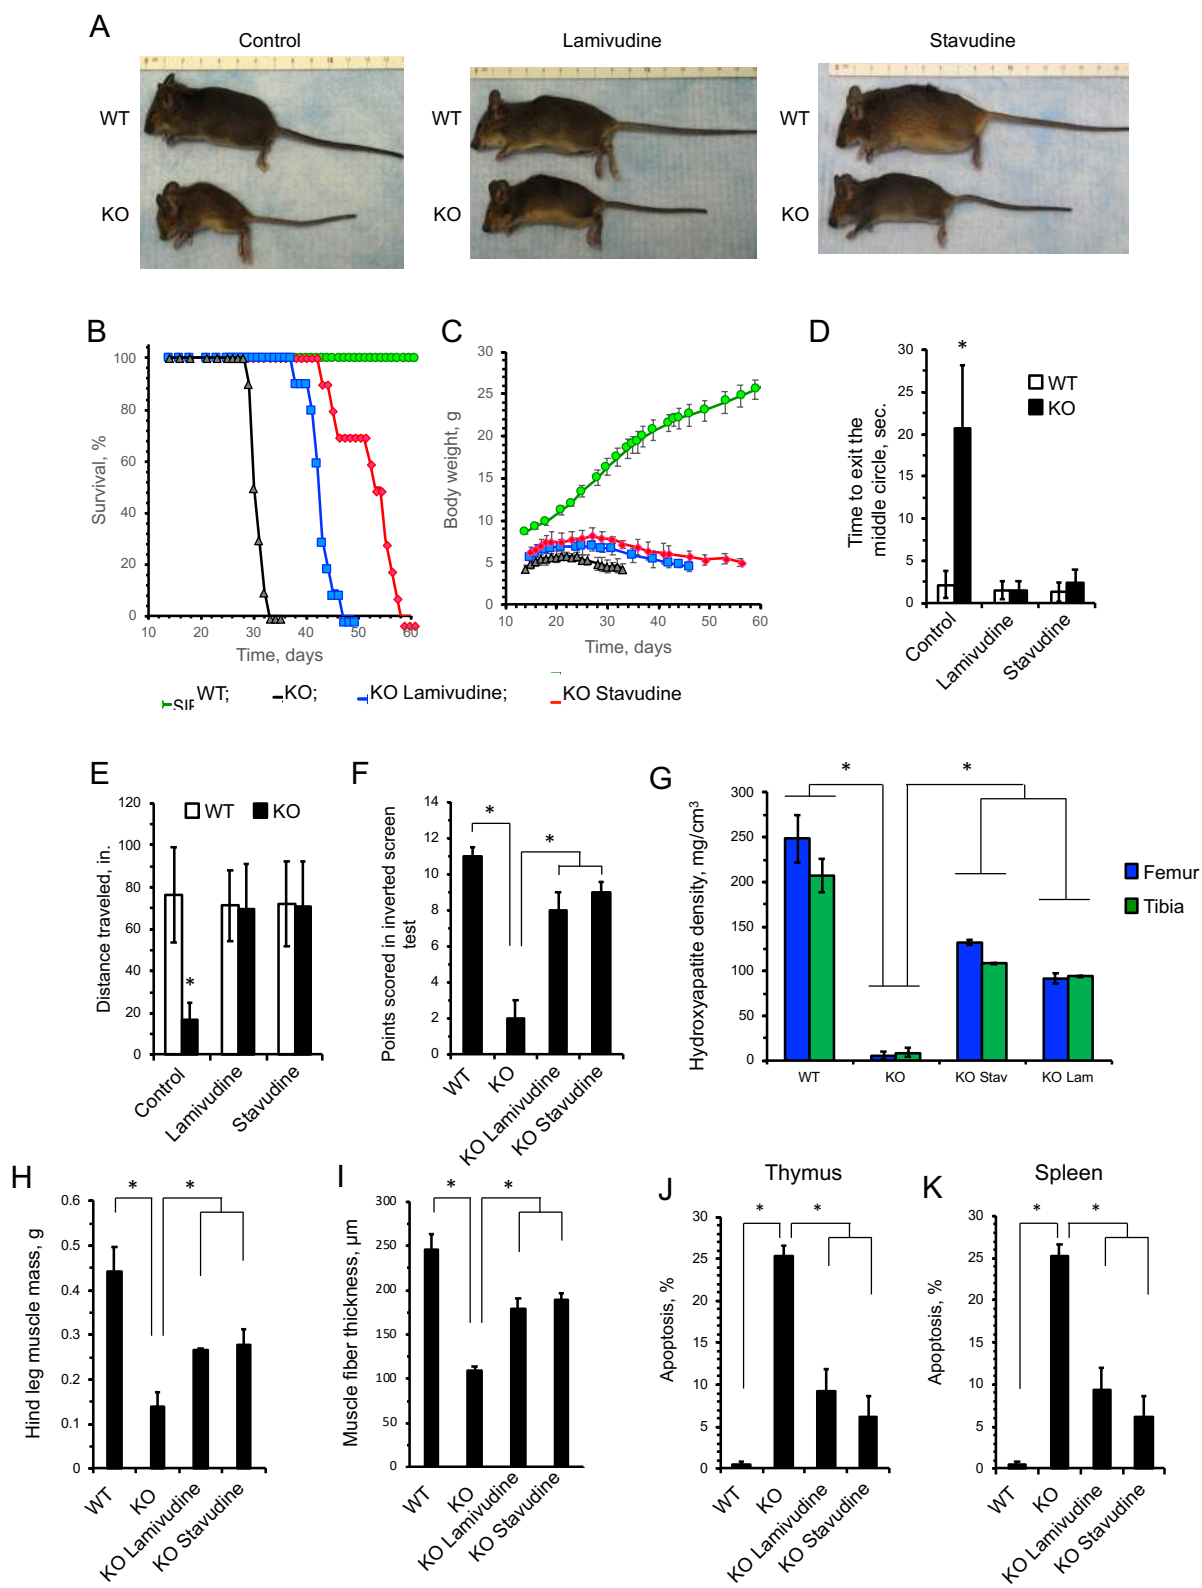 A
Control
Lamivudine
Stavudine
WT
WT
WT
KO
KO
KO
B
C
D
Survival, %
100
80
60
40
20
0
10 20 30 40 50 60
Time, days
Body weight, g
30
25
20
15
10
5
0
10 20 30 40 50 60
Time, days
Time to exit the
middle circle, sec.
30
25
20
15
10
5
0
*
WT
KO
Control
Lamivudine
Stavudine
WT; KO; KO Lamivudine; KO Stavudine
E
F
G
Distance traveled, in.
120
100
80
60
40
20
0
WT KO
*
Control
Lamivudine
Stavudine
Points scored in inverted screen
test
14
12
10
8
6
4
2
0
*
*
WT
KO
KO Lamivudine
KO Stavudine
Hydroxyapatite density, mg/cm³
300
250
200
150
100
50
0
*
*
Femur
Tibia
WT KO KO Stav KO Lam
H
I
J
K
Hind leg muscle mass, g
0.6
0.5
0.4
0.3
0.2
0.1
0
* *
WT
KO
KO Lamivudine
KO Stavudine
Muscle fiber thickness, µm
300
250
200
150
100
50
0
* *
WT
KO
KO Lamivudine
KO Stavudine
Thymus
Apoptosis, %
30
25
20
15
10
5
0
* *
WT
KO
KO Lamivudine
KO Stavudine
Spleen
Apoptosis, %
30
25
20
15
10
5
0
* *
WT
KO
KO Lamivudine
KO Stavudine